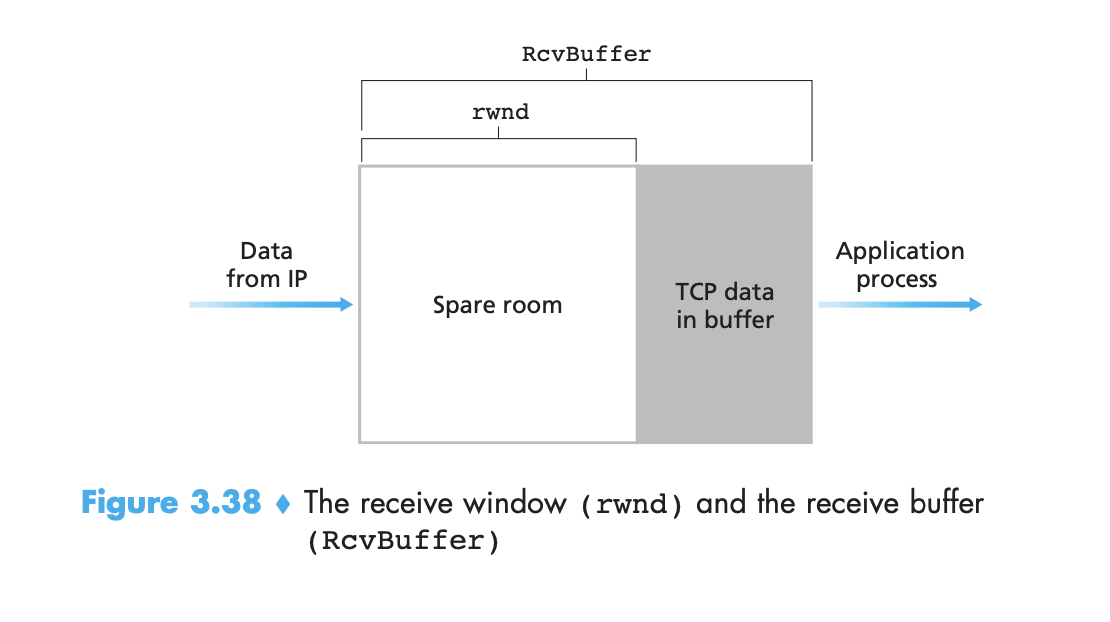 RcvBuffer
rwnd
Data
from IP
Spare room
TCP data
in buffer
Application
process
Figure 3.38 ♦ The receive window (rwnd) and the receive buffer
(RcvBuffer)